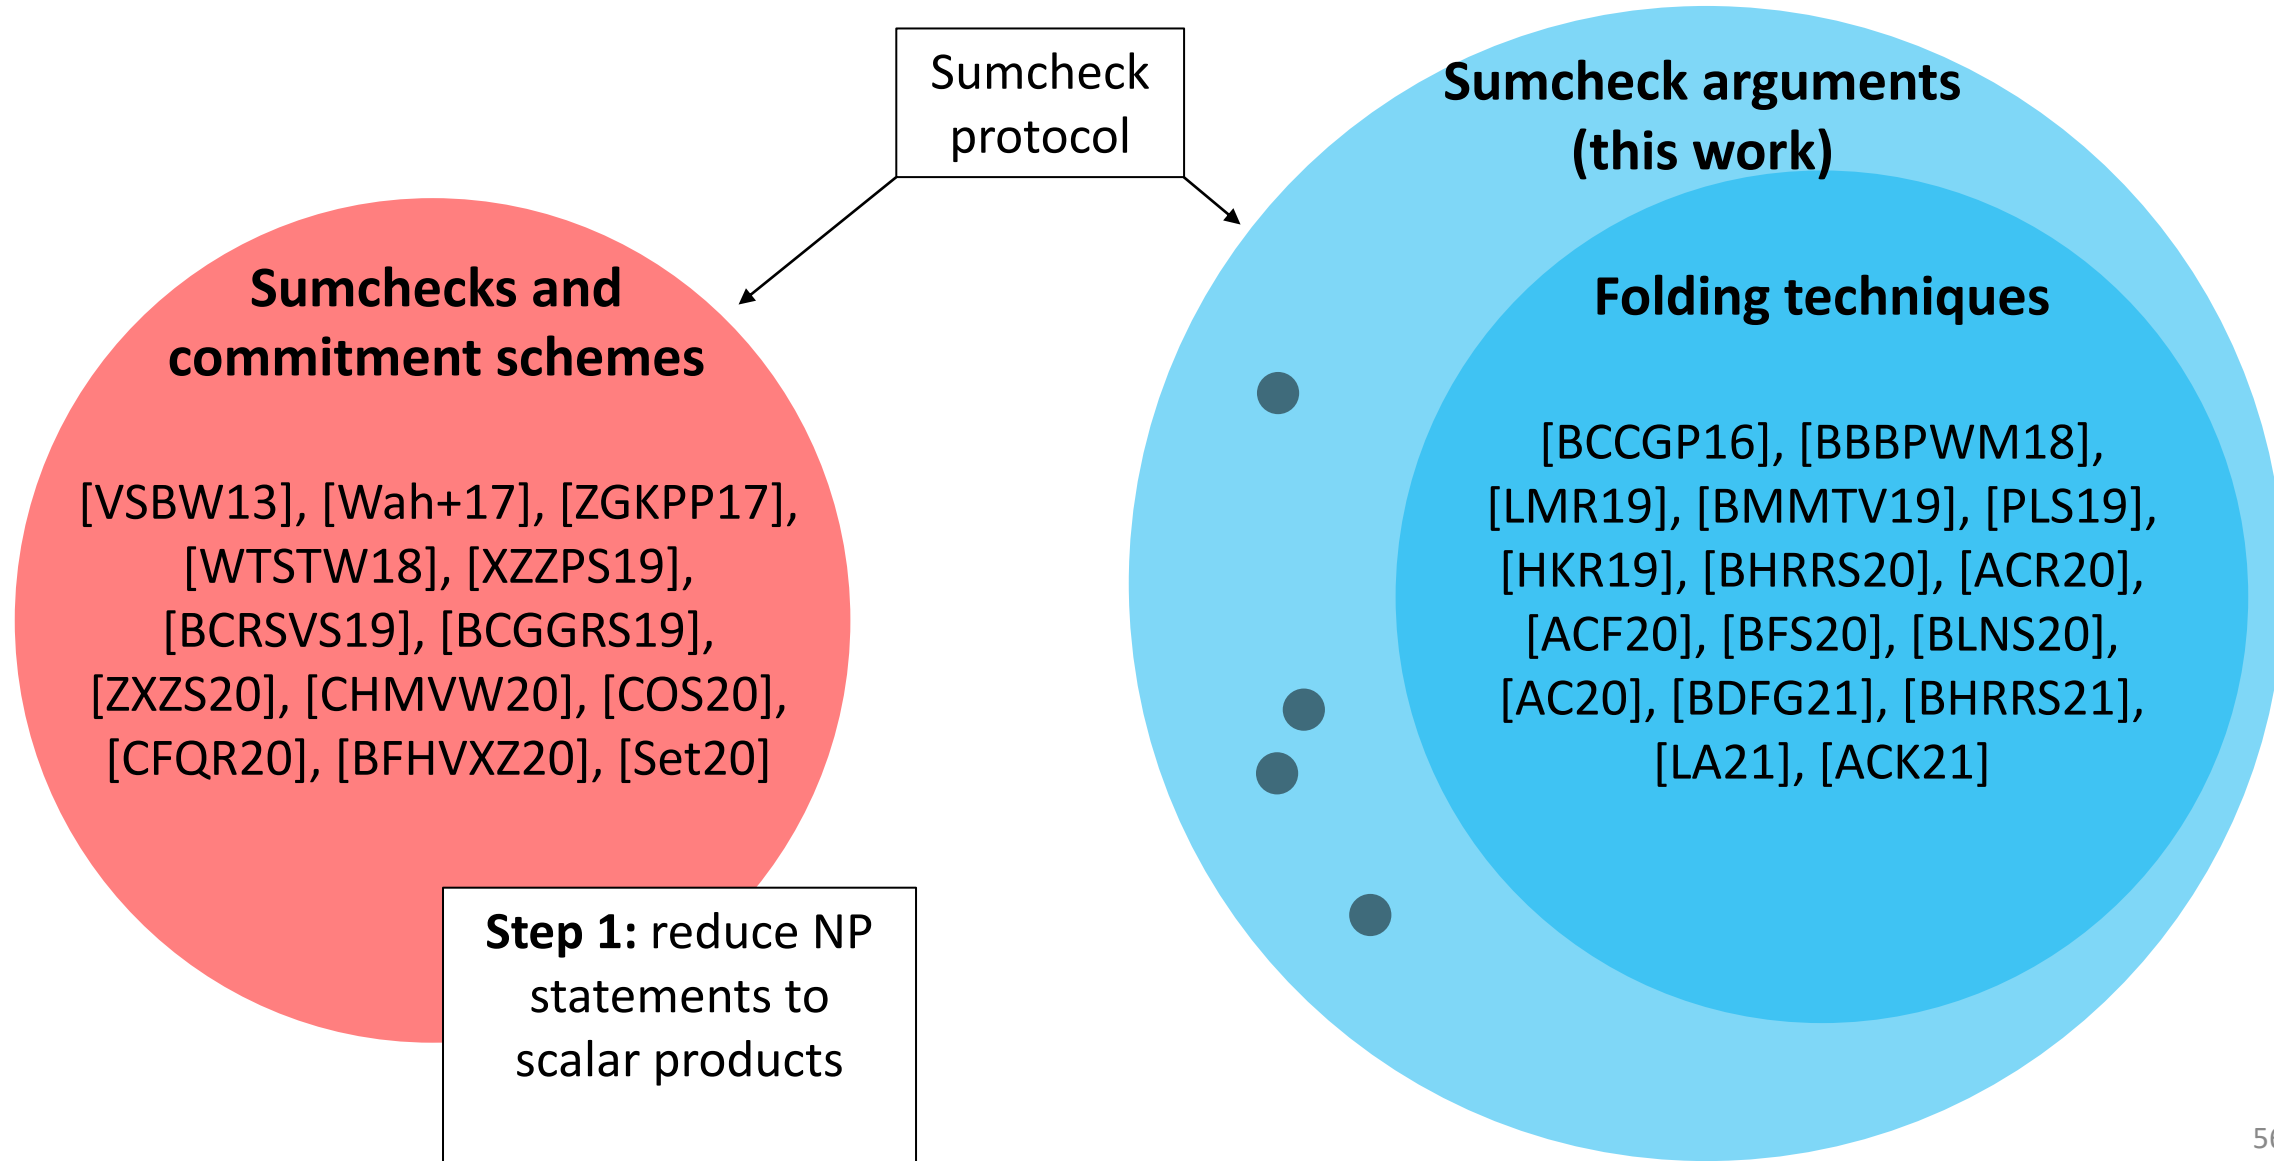 Sumcheck
protocol
Sumchecks and
commitment schemes
[VSBW13], [Wah+17], [ZGKPP17],
[WTSTW18], [XZZPS19],
[BCRSVS19], [BCGGRS19],
[ZXZS20], [CHMVW20], [COS20],
[CFQR20], [BFHVXZ20], [Set20]
Step 1: reduce NP
statements to
scalar products
Sumcheck arguments
(this work)
Folding techniques
[BCCGP16], [BBBPWM18],
[LMR19], [BMMTV19], [PLS19],
[HKR19], [BHRRS20], [ACR20],
[ACF20], [BFS20], [BLNS20],
[AC20], [BDFG21], [BHRRS21],
[LA21], [ACK21]
56